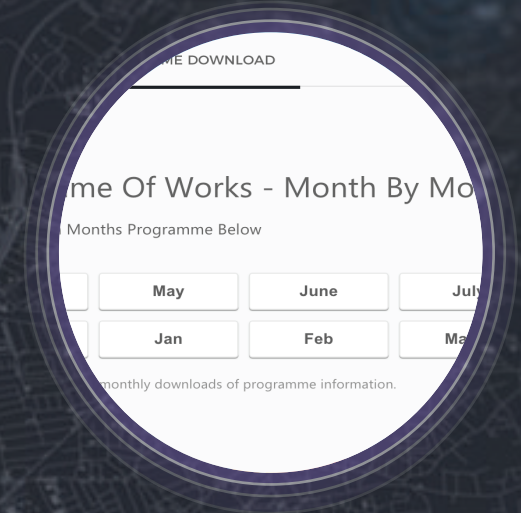 ME DOWNLOAD
me Of Works - Month By Mo
Months Programme Below
May June July
Jan Feb Ma
monthly downloads of programme information.